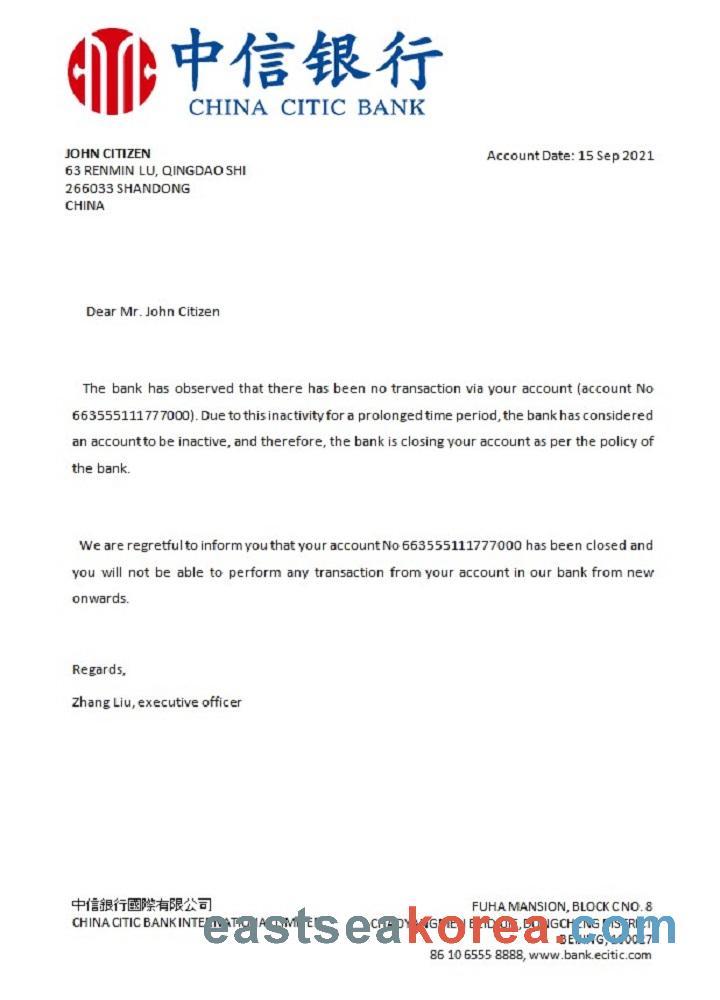 中信银行
CHINA CITIC BANK
JOHN CITIZEN
63 RENMIN LU, QINGDAO SHI
266033 SHANDONG
CHINA
Account Date: 15 Sep 2021
Dear Mr. John Citizen
The bank has observed that there has been no transaction via your account (account No
663555111777000). Due to this inactivity for a prolonged time period, the bank has considered
an account to be inactive, and therefore, the bank is closing your account as per the policy of
the bank.
We are regretful to inform you that your account No 663555111777000 has been closed and
you will not be able to perform any transaction from your account in our bank from new
onwards.
Regards,
Zhang Liu, executive officer
中信銀行國際有限公司
CHINA CITIC BANK INTERNATIONAL LIMITED
FUHA MANSION, BLOCK C NO. 8
CHAOYANGMEN BEIDAJIE, DONGCHENG DISTRICT
BEIJING, 100027
86 10 6555 8888, www.bank.ecitic.com
eastseakorea.com